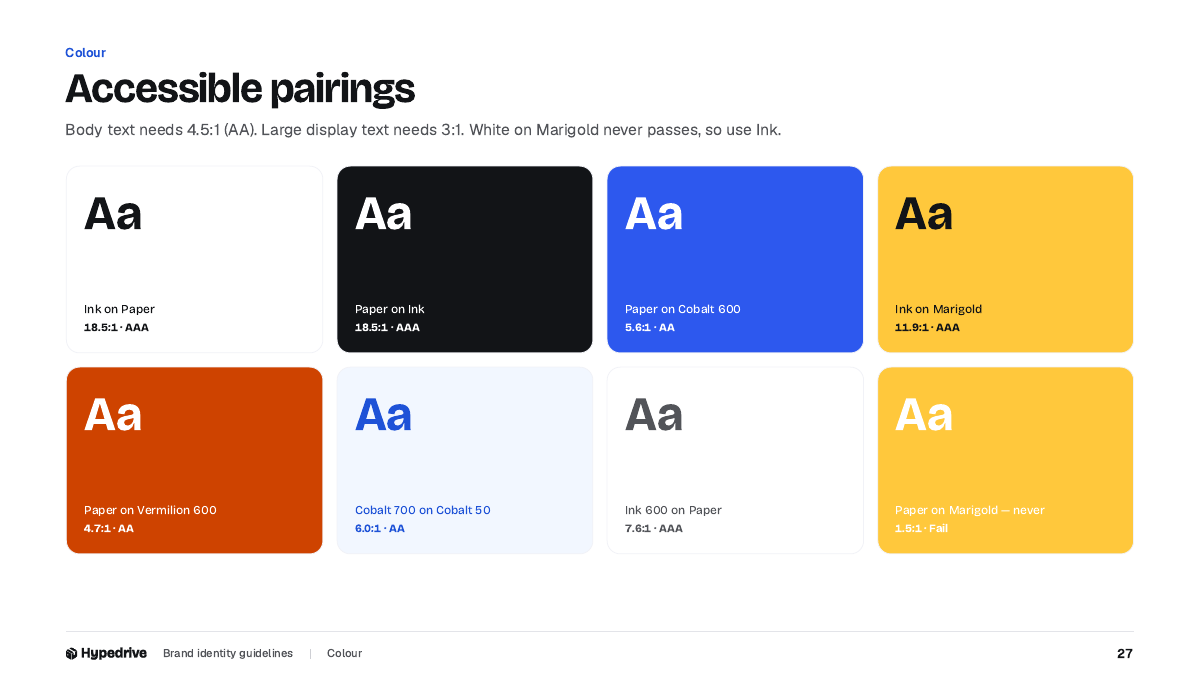 Colour
Accessible pairings
Body text needs 4.5:1 (AA). Large display text needs 3:1. White on Marigold never passes, so use Ink.
Aa
Ink on Paper
18.5:1 · AAA
Aa
Paper on Ink
18.5:1 · AAA
Aa
Paper on Cobalt 600
5.6:1 · AA
Aa
Ink on Marigold
11.9:1 · AAA
Aa
Paper on Vermilion 600
4.7:1 · AA
Aa
Cobalt 700 on Cobalt 50
6.0:1 · AA
Aa
Ink 600 on Paper
7.6:1 · AAA
Aa
Paper on Marigold — never
1.5:1 · Fail
Hypedrive Brand identity guidelines | Colour 27